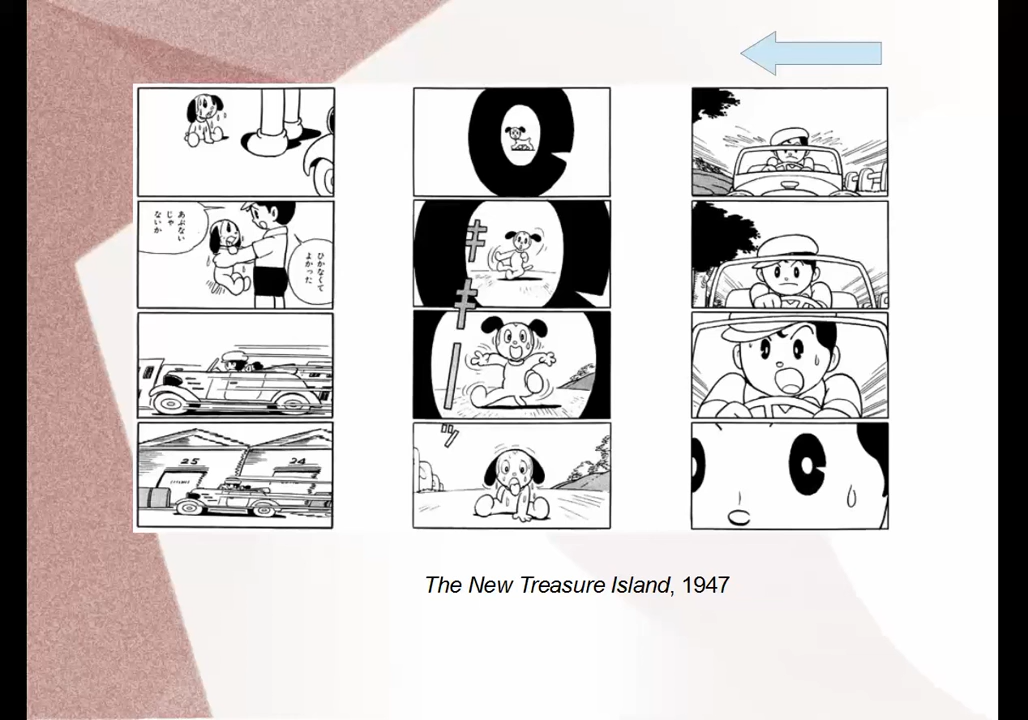 キ
キ
ー
ッ
あぶない
じゃ
ないか
ひかなくて
よかった
25
24
The New Treasure Island, 1947